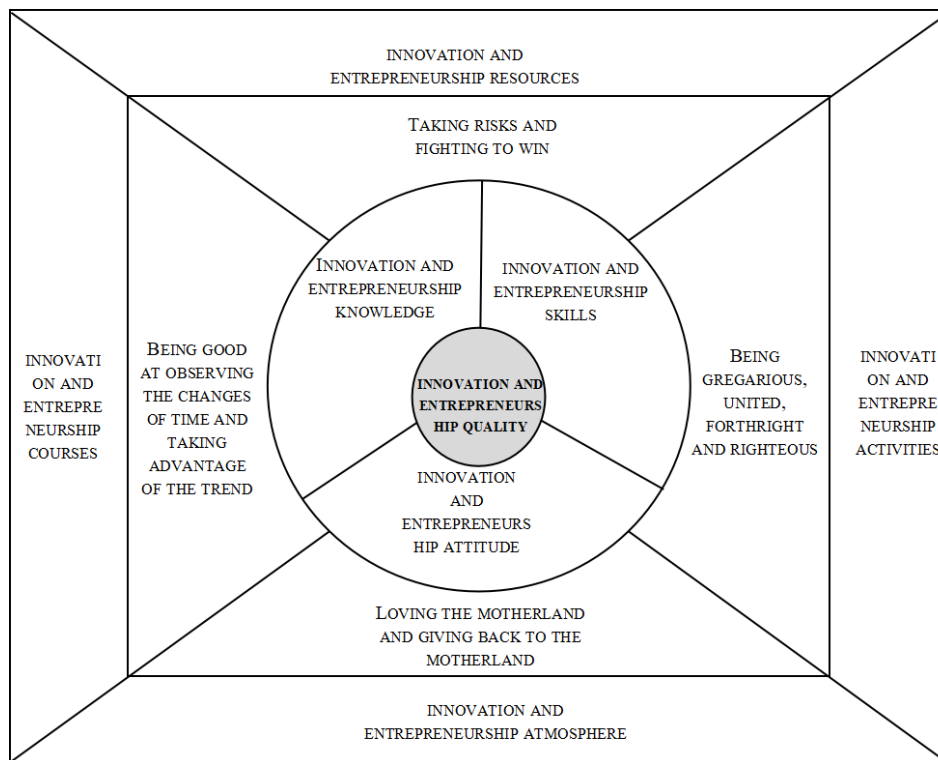 INNOVATION AND
ENTREPRENEURSHIP RESOURCES
TAKING RISKS AND
FIGHTING TO WIN
INNOVATION AND
ENTREPRENEURSHIP
KNOWLEDGE
INNOVATION AND
ENTREPRENEURSHIP
SKILLS
INNOVATI
ON AND
ENTREPRE
NEURSHIP
COURSES
BEING GOOD
AT OBSERVING
THE CHANGES
OF TIME AND
TAKING
ADVANTAGE
OF THE TREND
INNOVATION AND
ENTREPRENEURS
HIP QUALITY
BEING
GREGARIOUS,
UNITED,
FORTHRIGHT
AND RIGHTEOUS
INNOVATI
ON AND
ENTREPRE
NEURSHIP
ACTIVITIES
INNOVATION
AND
ENTREPRENEURS
HIP ATTITUDE
LOVING THE MOTHERLAND
AND GIVING BACK TO THE
MOTHERLAND
INNOVATION AND
ENTREPRENEURSHIP ATMOSPHERE